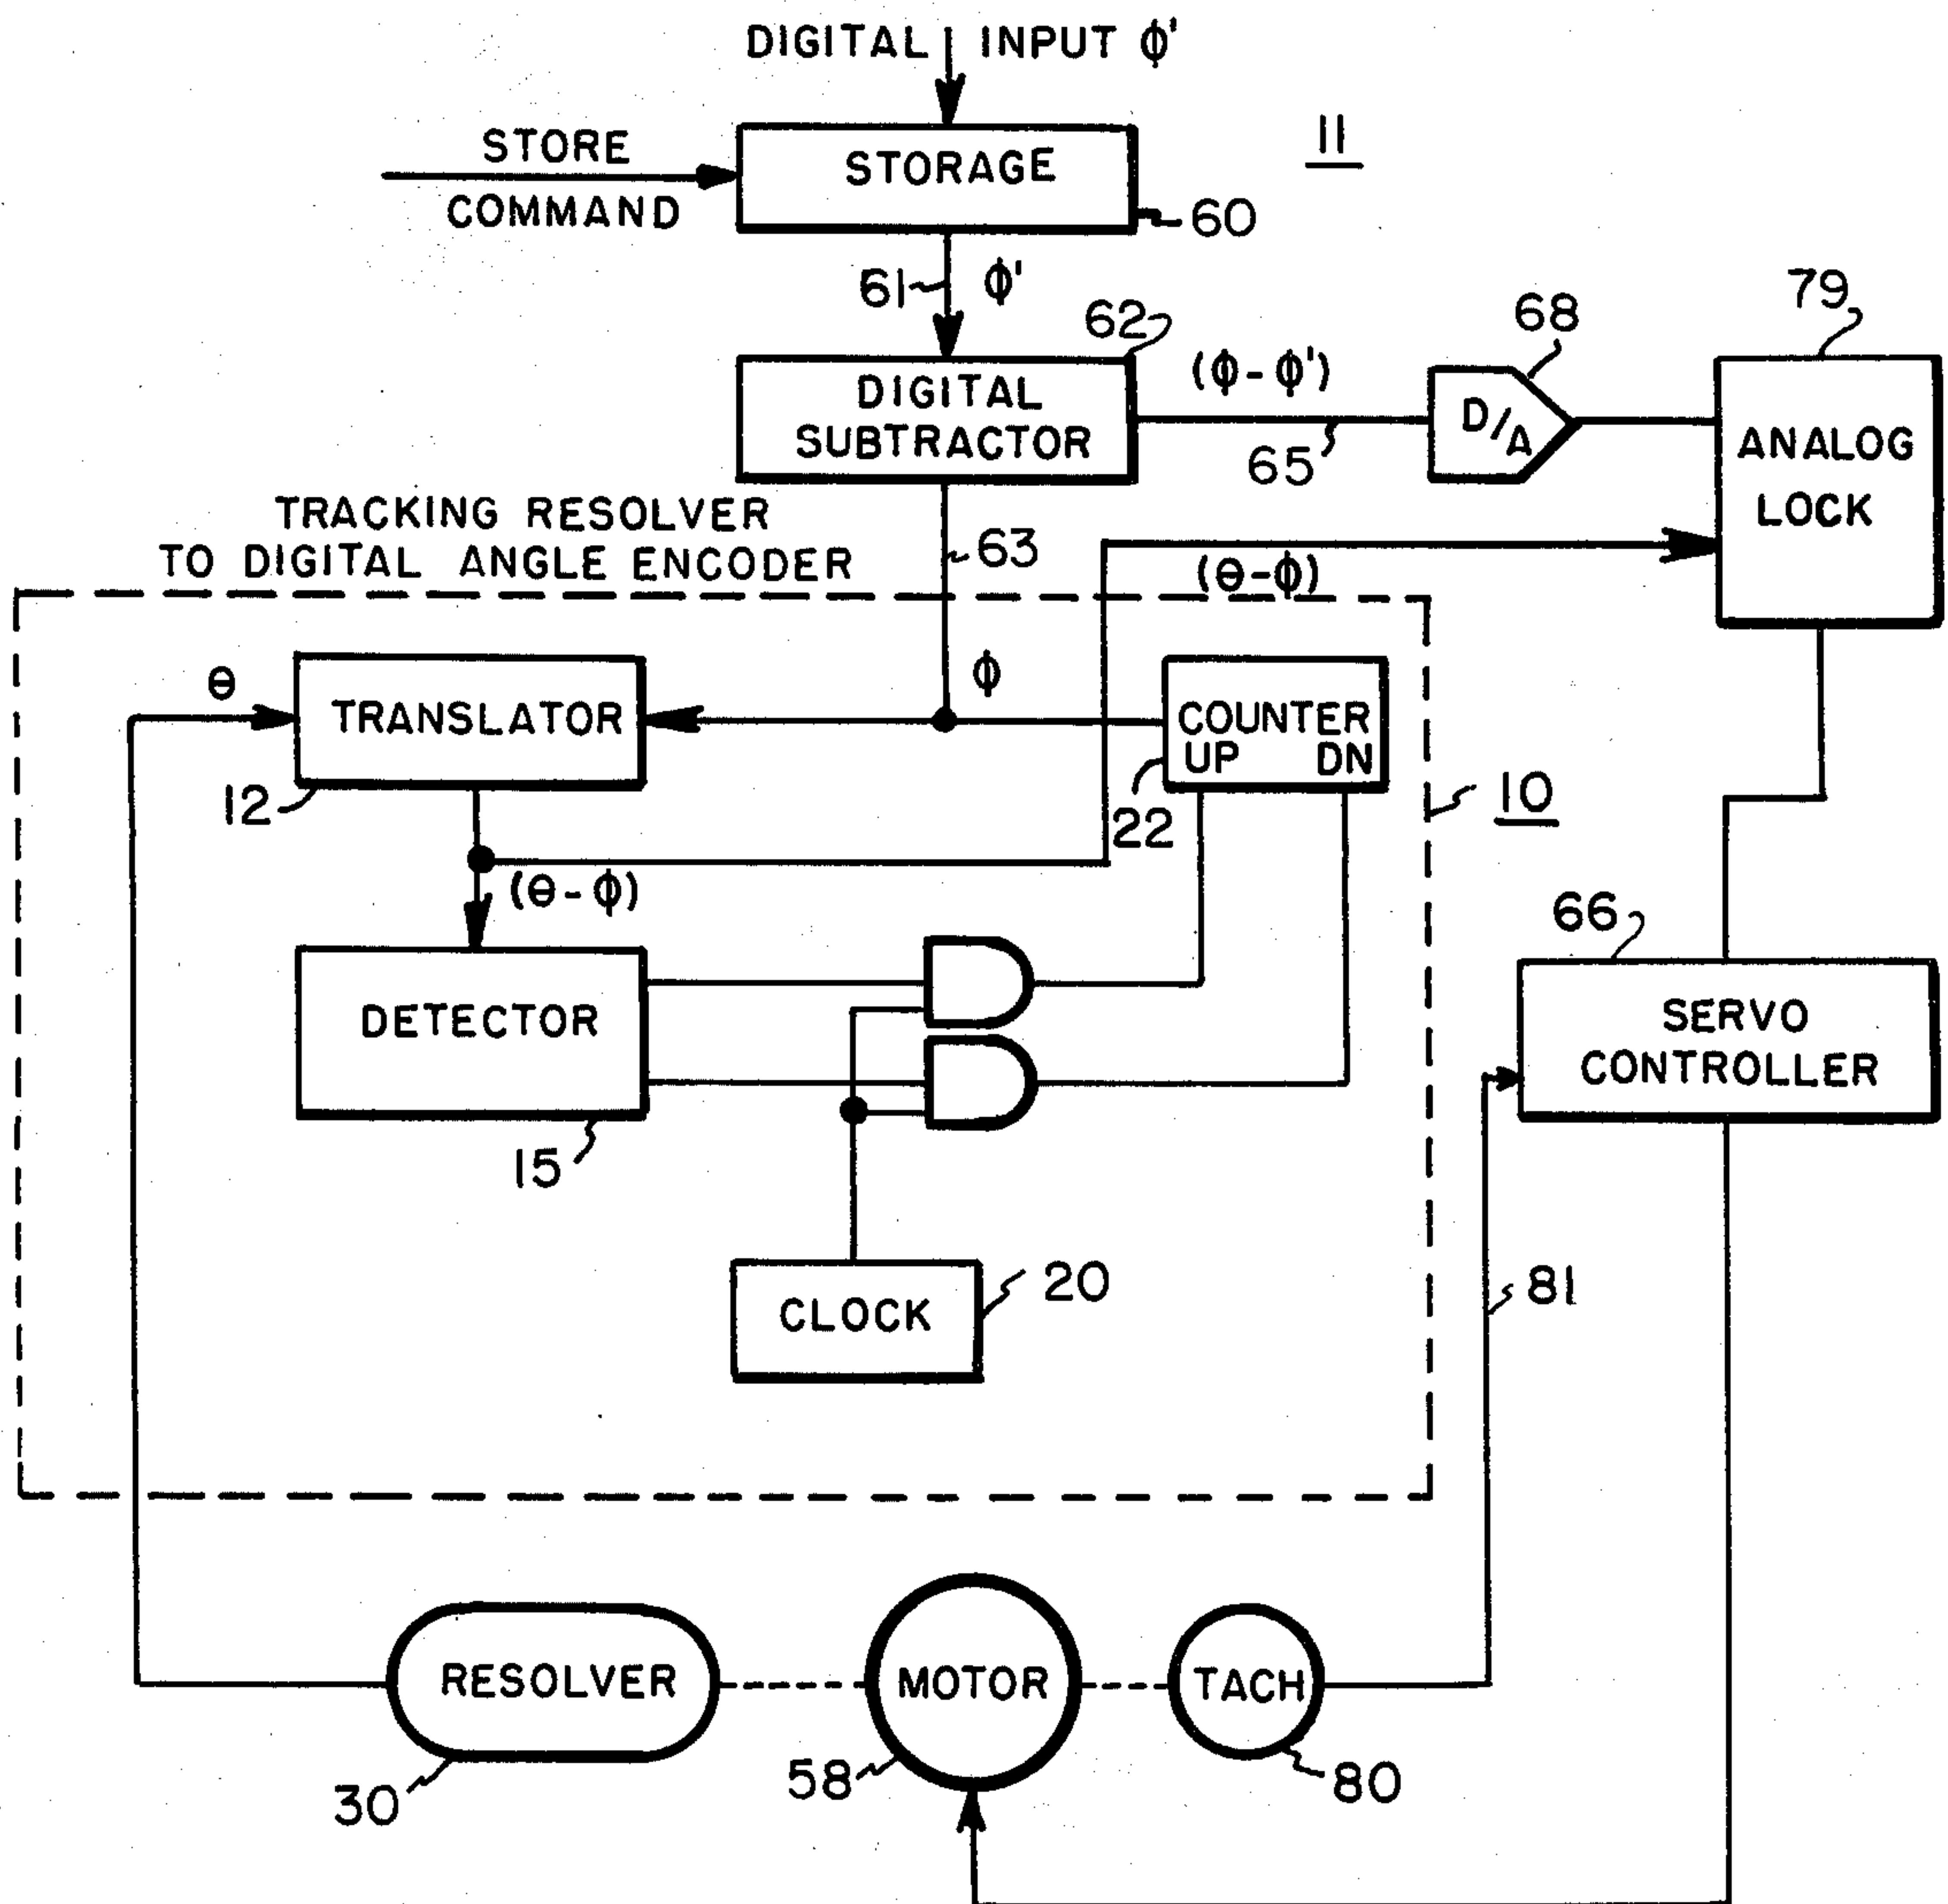 DIGITAL INPUT ϕ'
STORE
COMMAND
STORAGE
11
60
61
ϕ'
62
DIGITAL
SUBTRACTOR
(ϕ-ϕ')
65
68
D/A
79
ANALOG
LOCK
TRACKING RESOLVER
TO DIGITAL ANGLE ENCODER
63
(θ-ϕ)
θ
TRANSLATOR
12
ϕ
COUNTER
UP DN
22
10
(θ-ϕ)
DETECTOR
15
66
SERVO
CONTROLLER
CLOCK
20
81
RESOLVER
30
MOTOR
58
TACH
80